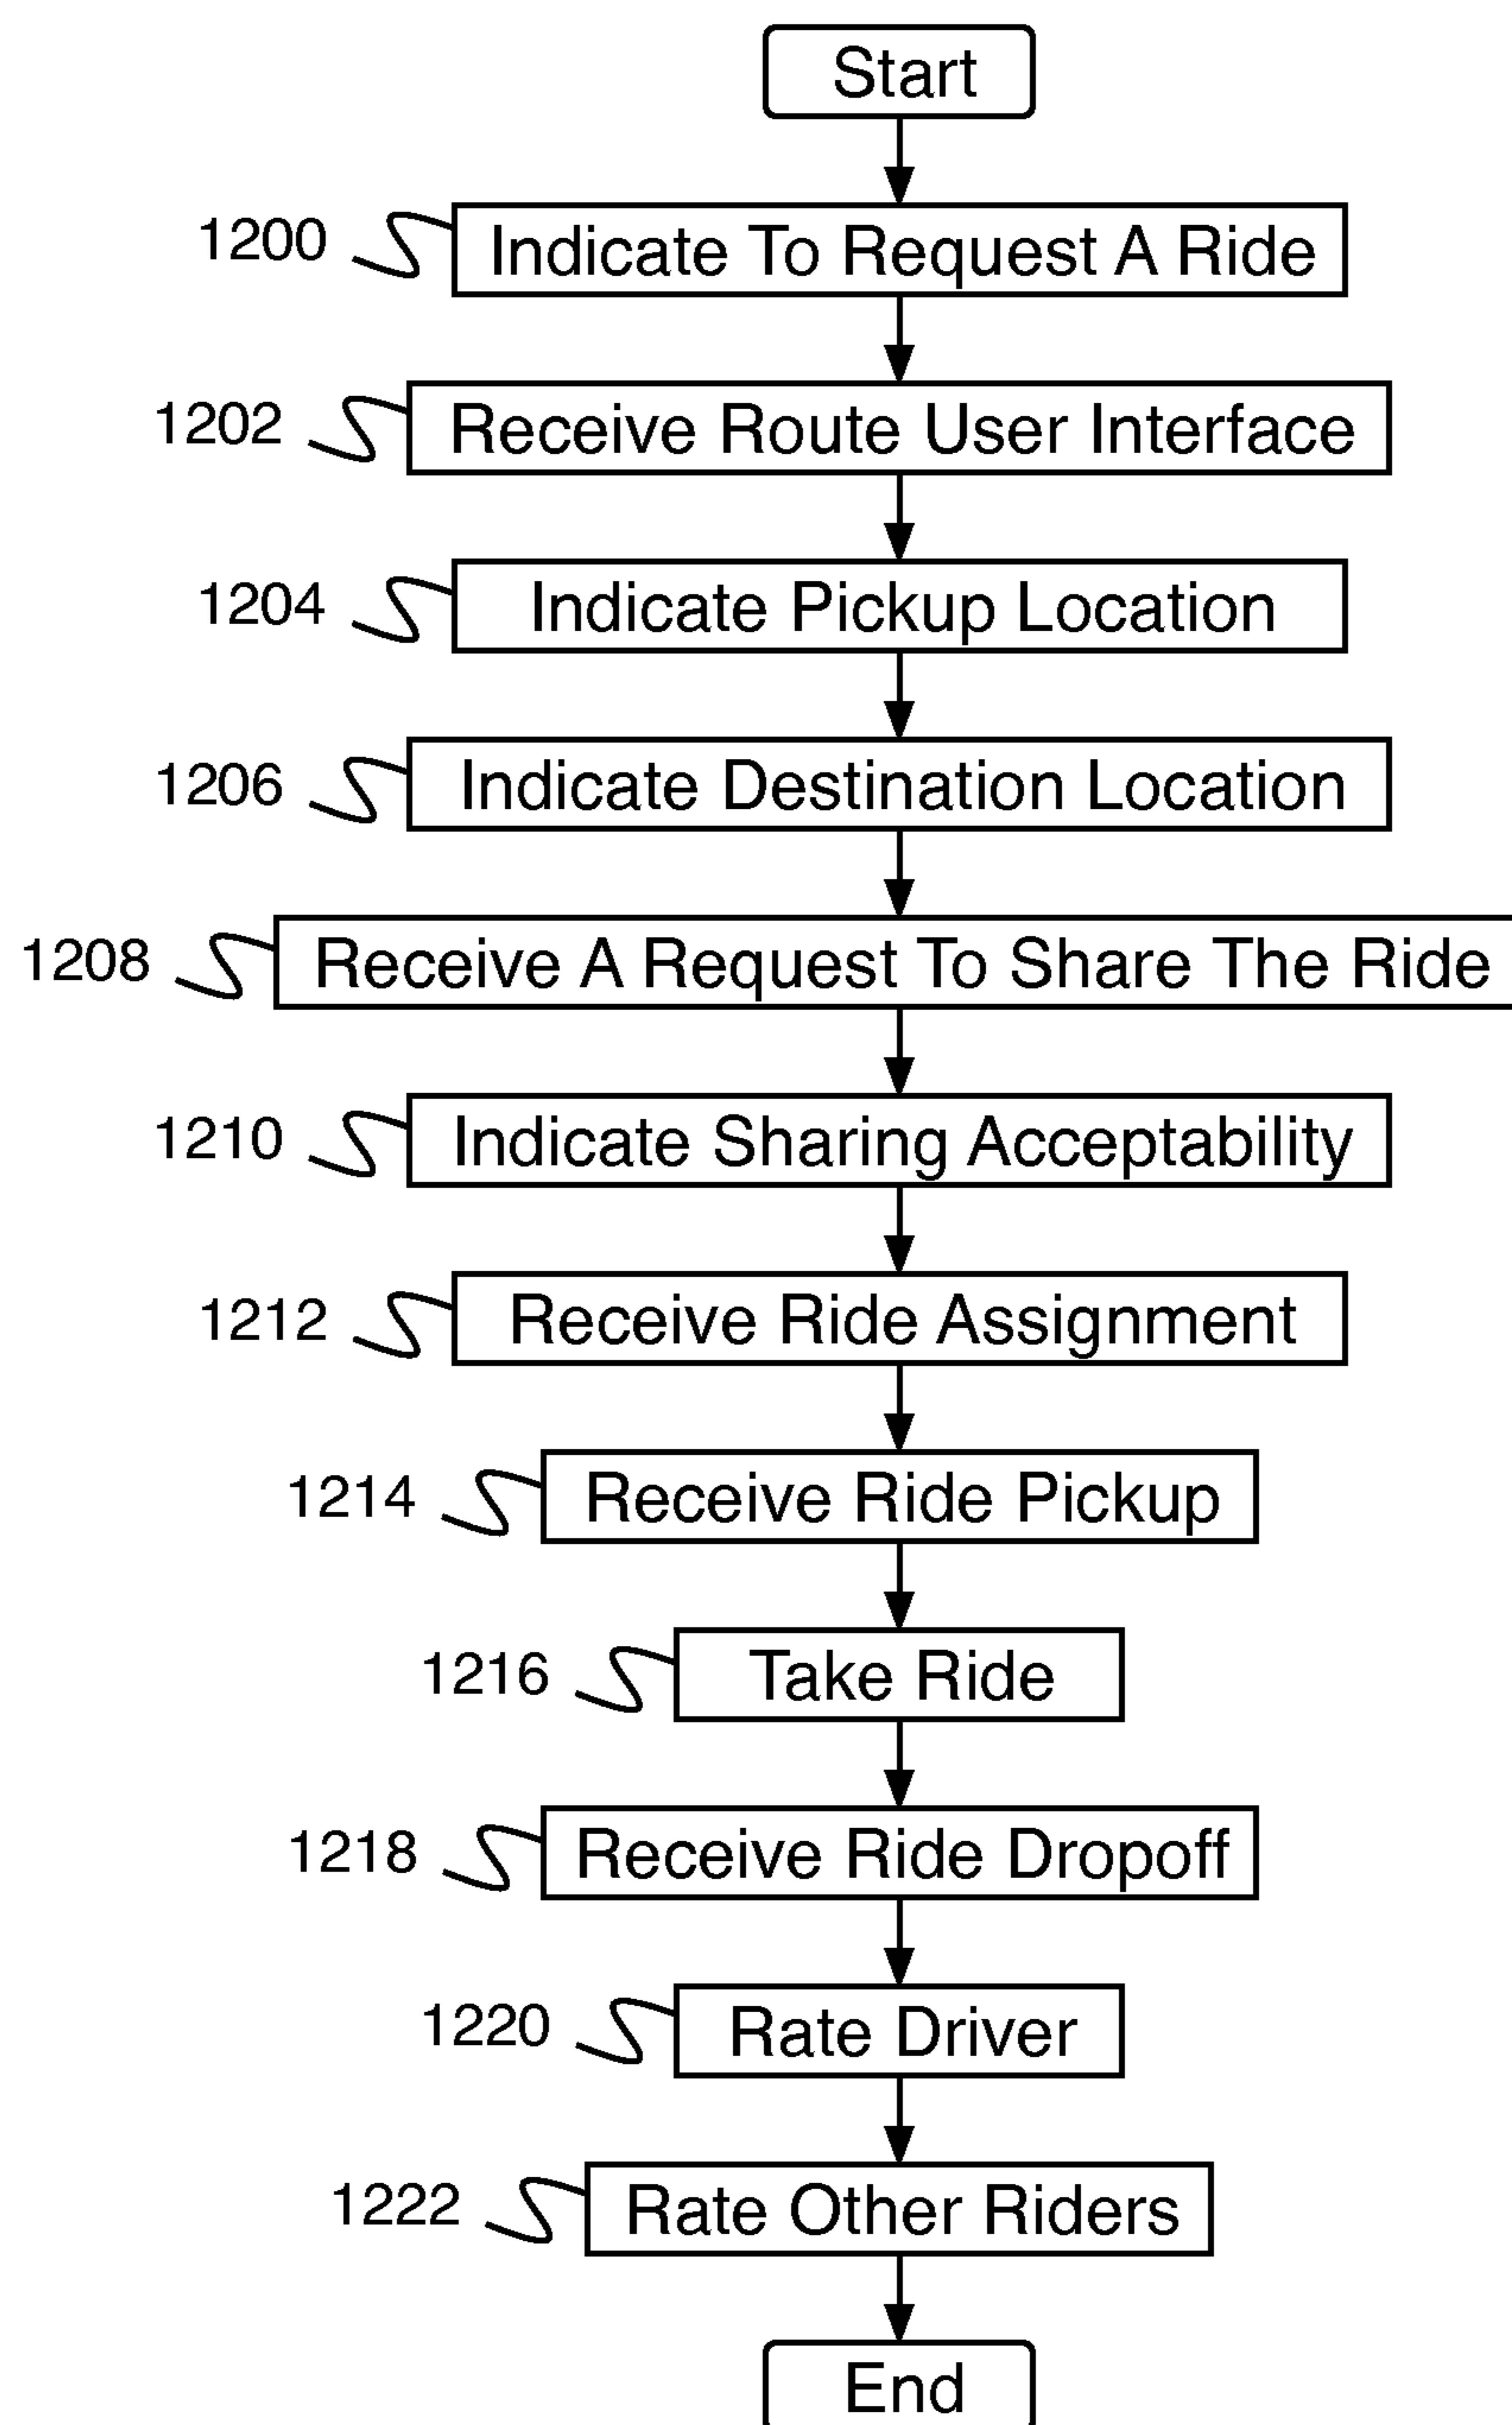 Start
1200 Indicate To Request A Ride
1202 Receive Route User Interface
1204 Indicate Pickup Location
1206 Indicate Destination Location
1208 Receive A Request To Share The Ride
1210 Indicate Sharing Acceptability
1212 Receive Ride Assignment
1214 Receive Ride Pickup
1216 Take Ride
1218 Receive Ride Dropoff
1220 Rate Driver
1222 Rate Other Riders
End